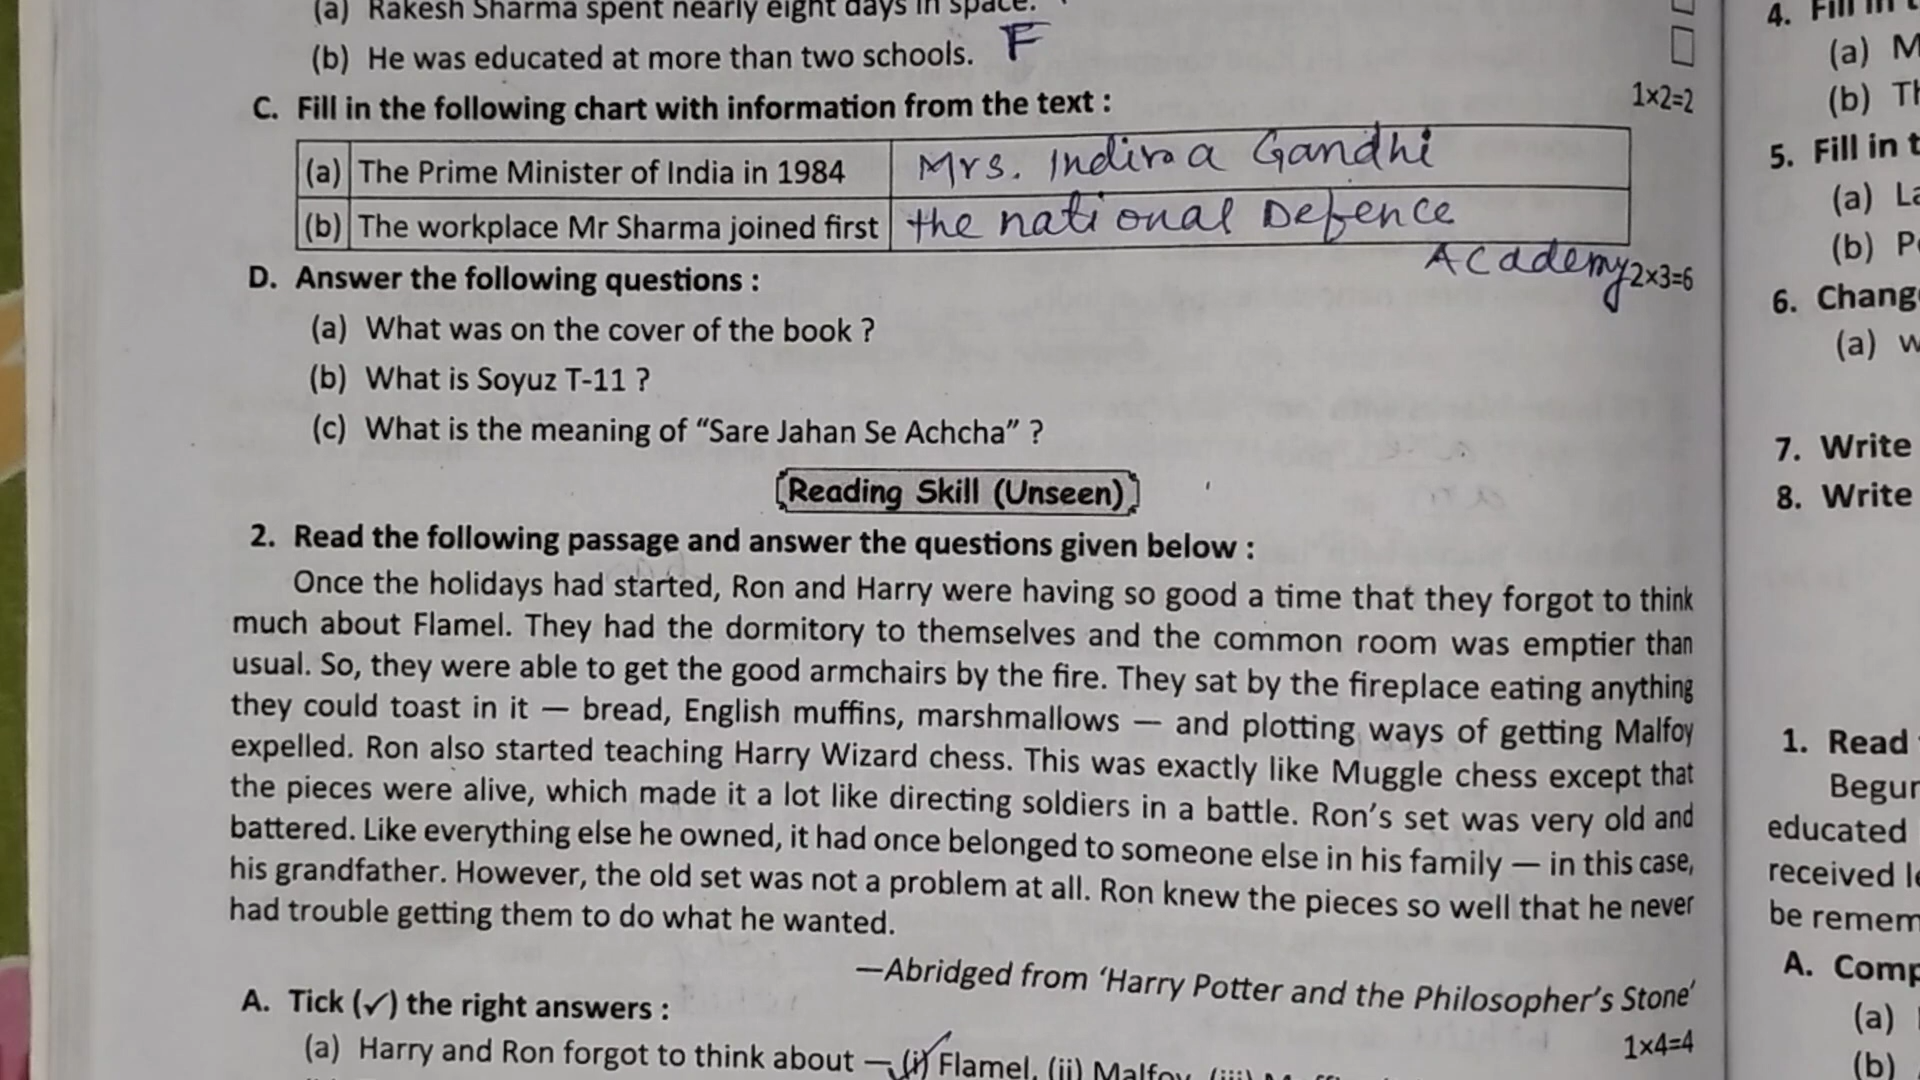 (a) Rakesh Sharma spent nearly eight days in space.
(b) He was educated at more than two schools. F
C. Fill in the following chart with information from the text : 1×2=2
(a) The Prime Minister of India in 1984 Mrs. Indira Gandhi
(b) The workplace Mr Sharma joined first the national Defence Academy
D. Answer the following questions : 2×3=6
(a) What was on the cover of the book ?
(b) What is Soyuz T-11 ?
(c) What is the meaning of “Sare Jahan Se Achcha” ?
Reading Skill (Unseen)
2. Read the following passage and answer the questions given below :
Once the holidays had started, Ron and Harry were having so good a time that they forgot to think
much about Flamel. They had the dormitory to themselves and the common room was emptier than
usual. So, they were able to get the good armchairs by the fire. They sat by the fireplace eating anything
they could toast in it — bread, English muffins, marshmallows — and plotting ways of getting Malfoy
expelled. Ron also started teaching Harry Wizard chess. This was exactly like Muggle chess except that
the pieces were alive, which made it a lot like directing soldiers in a battle. Ron’s set was very old and
battered. Like everything else he owned, it had once belonged to someone else in his family — in this case,
his grandfather. However, the old set was not a problem at all. Ron knew the pieces so well that he never
had trouble getting them to do what he wanted.
—Abridged from ‘Harry Potter and the Philosopher’s Stone’
A. Tick (✓) the right answers : 1×4=4
(a) Harry and Ron forgot to think about — (i) Flamel, (ii) Malfoy, (iii)
4. Fill in
(a)
(b)
5. Fill in
(a)
(b)
6.
(a)
7. Write
8. Write
1. Read
educated
received
be
A.
(a)
(b)